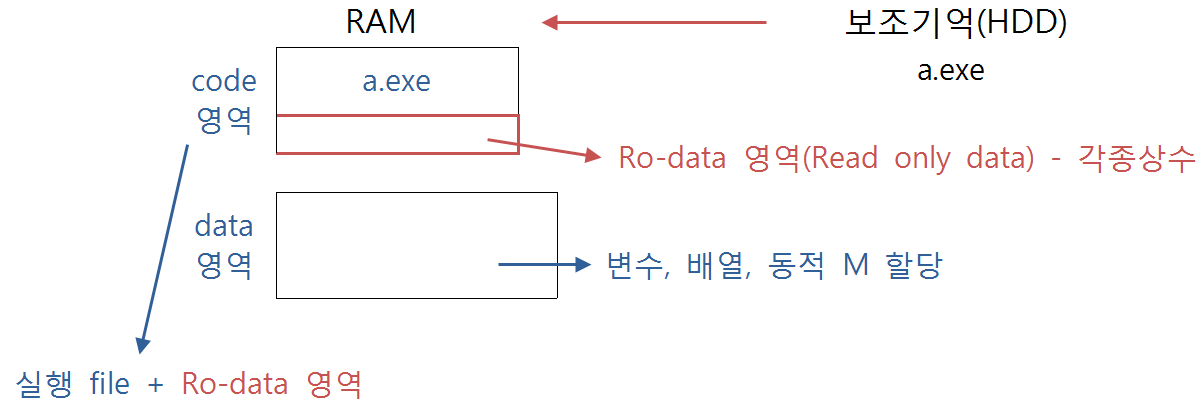 RAM
보조기억(HDD)
a.exe
code
영역
a.exe
Ro-data 영역(Read only data) - 각종상수
data
영역
변수, 배열, 동적 M 할당
실행 file + Ro-data 영역